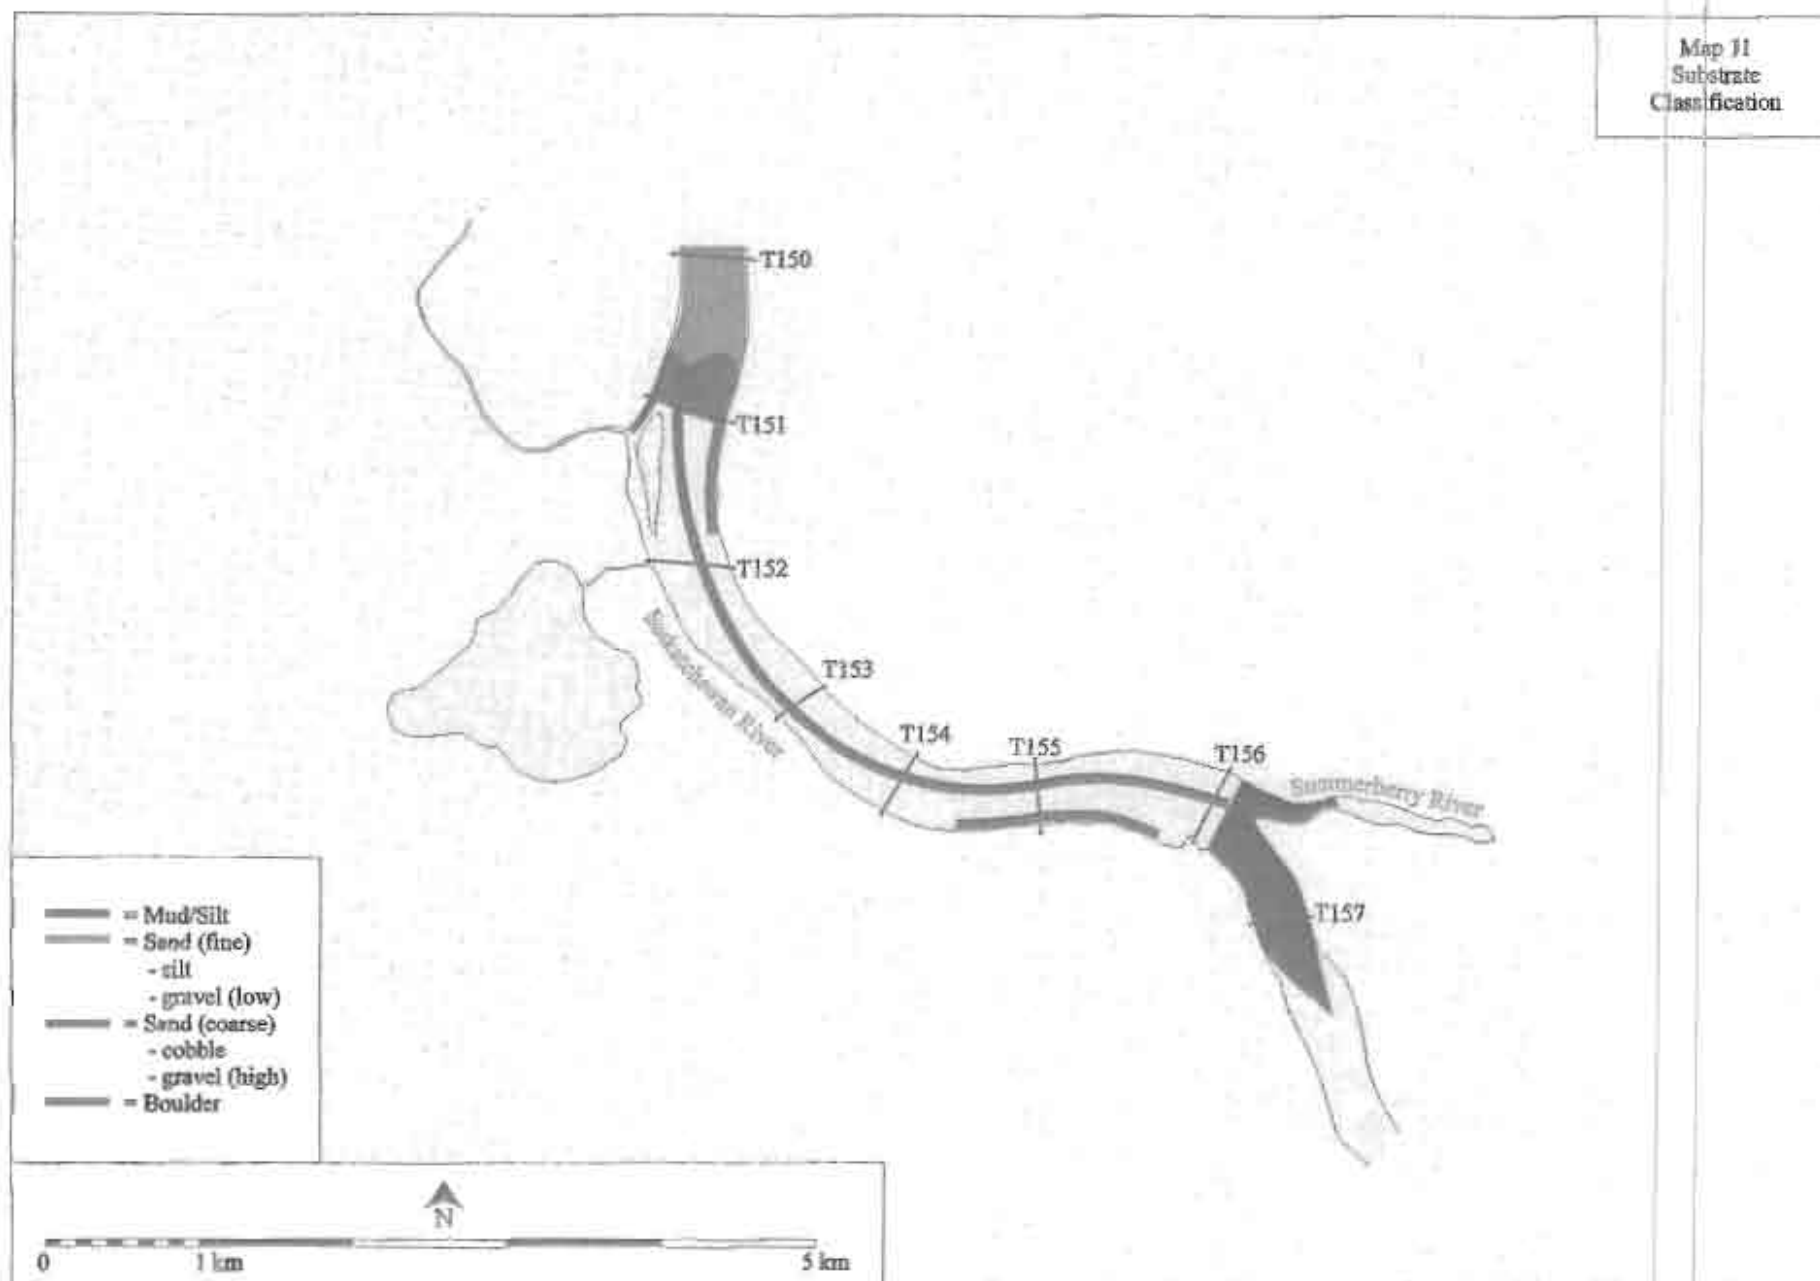 Map 11
Substrate
Classification
T150
T151
T152
T153
T154
T155
T156
Summerberry River
Saskatchewan River
T157
= Mud/Silt
= Sand (fine)
- silt
- gravel (low)
= Sand (coarse)
- cobble
- gravel (high)
= Boulder
N
0 1 km 5 km